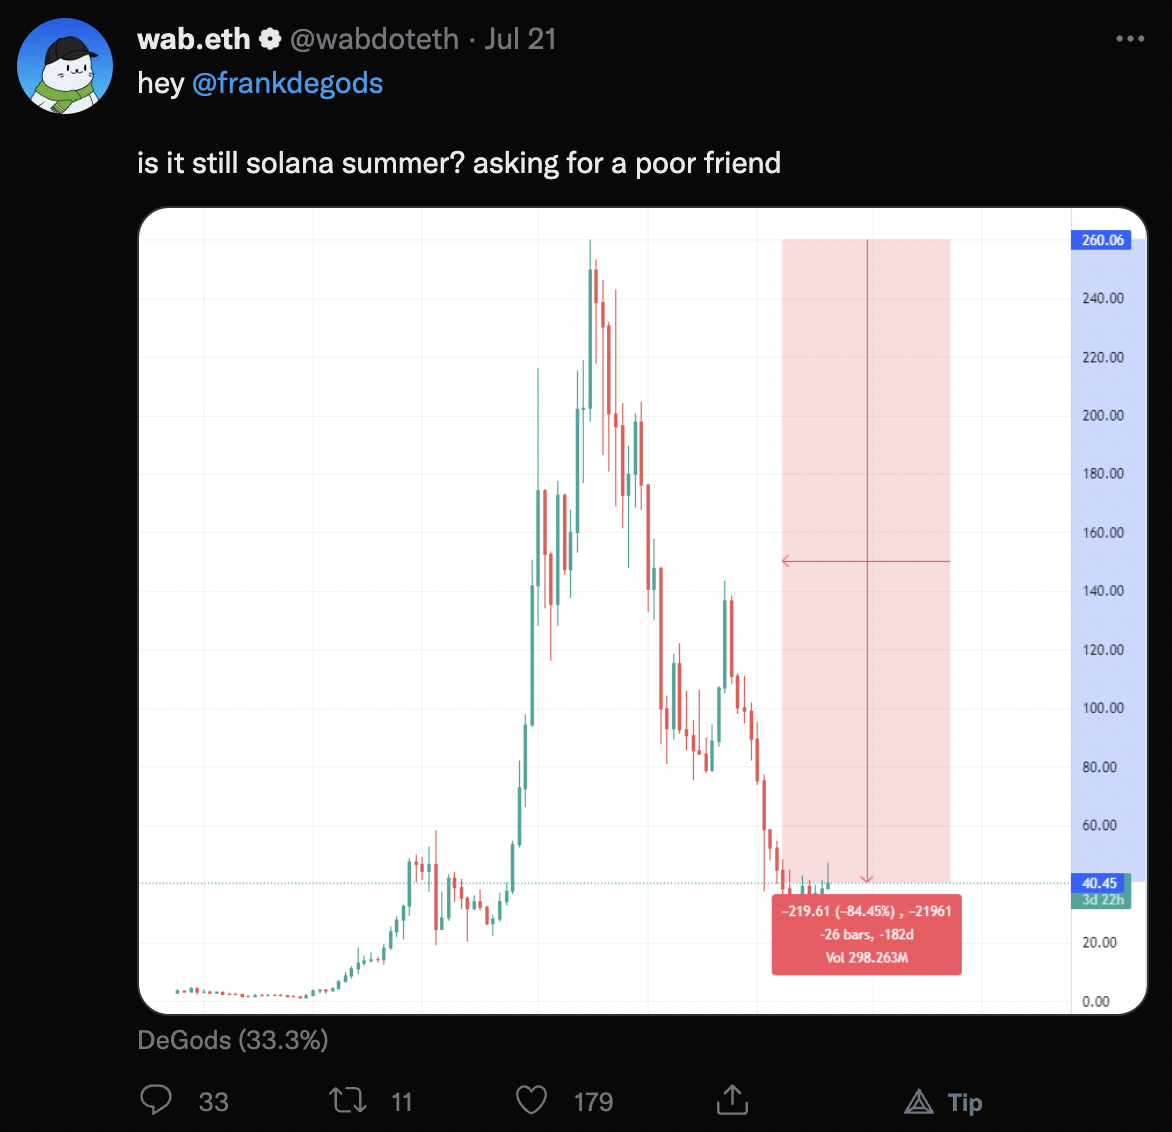 wab.eth @wabdoteth · Jul 21
hey @frankdegods
is it still solana summer? asking for a poor friend
260.06
240.00
220.00
200.00
180.00
160.00
140.00
120.00
100.00
80.00
60.00
40.45
3d 22h
−219.61 (−84.45%) , −21961
-26 bars, -182d
Vol 298.263M
20.00
0.00
DeGods (33.3%)
33 11 179 Tip